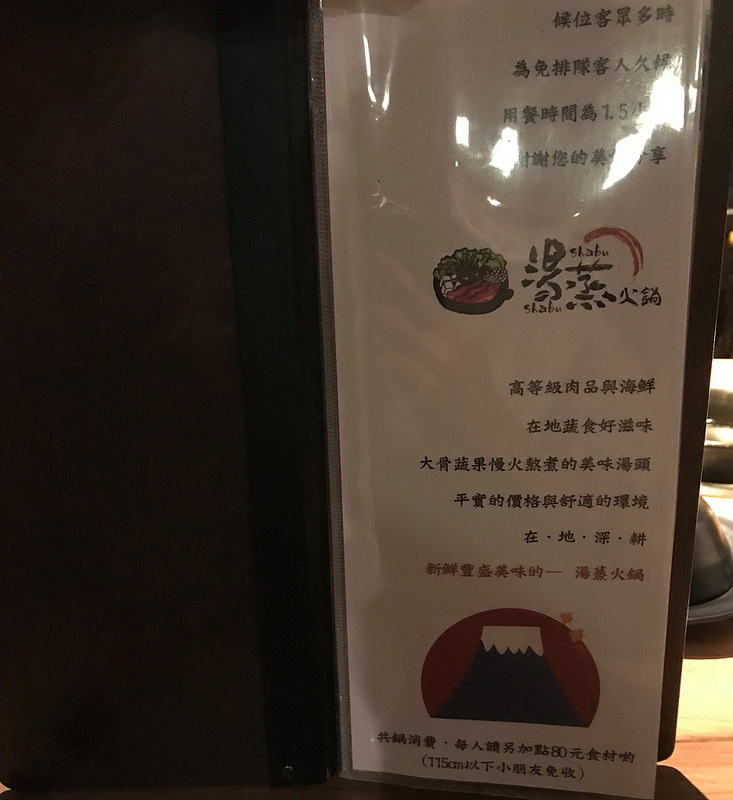 候位客眾多時
為免排隊客人久候
用餐時間為1.5小
謝謝您的美 分享
shabu
湯蒸火鍋
shabu
高等級肉品與海鮮
在地蔬食好滋味
大骨蔬果慢火熬煮的美味湯頭
平實的價格與舒適的環境
在·地·深·耕
新鮮豐盛美味的— 湯蒸火鍋
共鍋消費,每人請另加點80元食材喲
(115cm以下小朋友免收)